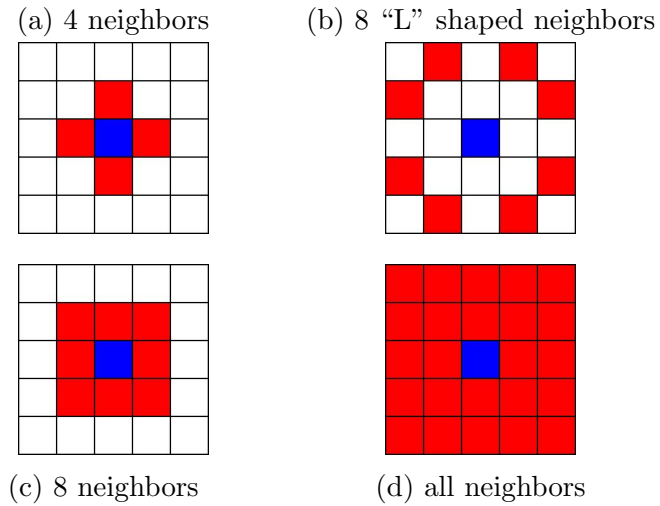 (a) 4 neighbors
(b) 8 “L” shaped neighbors
(c) 8 neighbors
(d) all neighbors